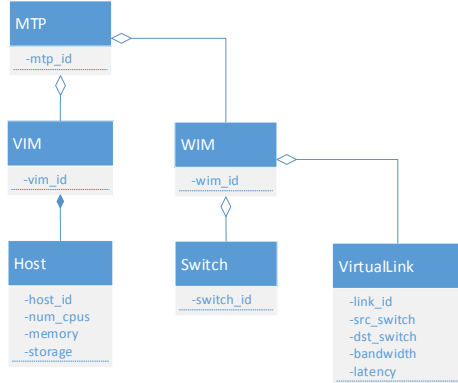 MTP
-mtp_id
VIM
-vim_id
WIM
-wim_id
Host
-host_id
-num_cpus
-memory
-storage
Switch
-switch_id
VirtualLink
-link_id
-src_switch
-dst_switch
-bandwidth
-latency